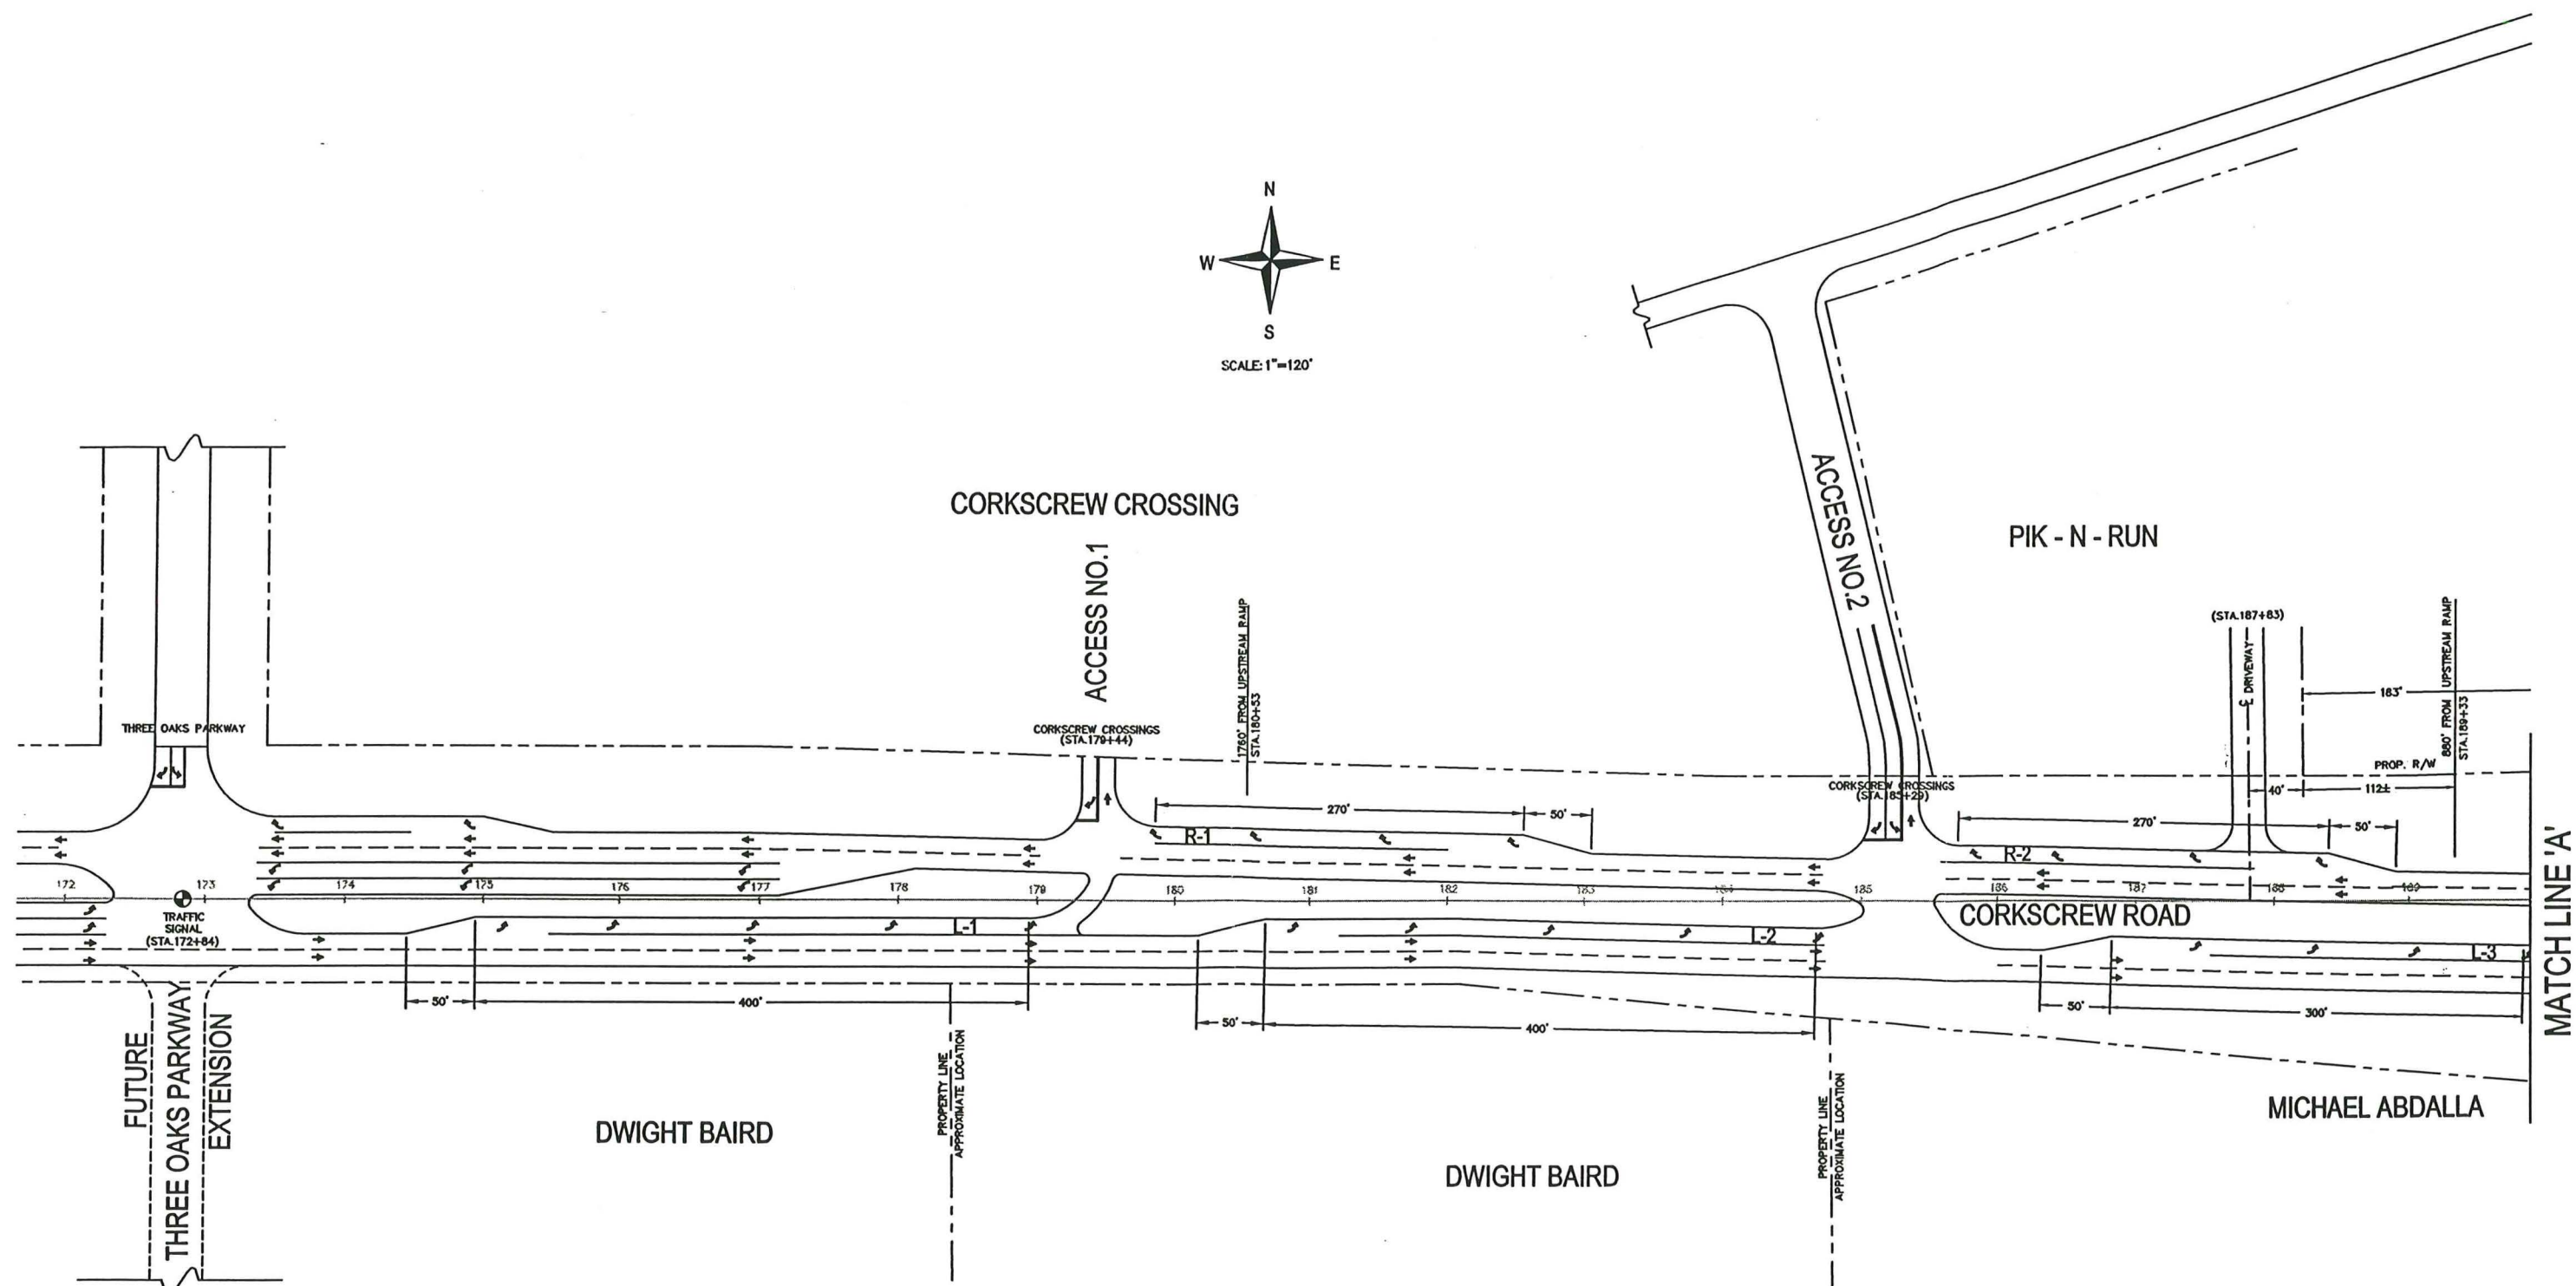 N
W
E
S
SCALE: 1"=120'
CORKSCREW CROSSING
ACCESS NO.1
ACCESS NO.2
PIK - N - RUN
(STA.187+83)
℄ DRIVEWAY
1760' FROM UPSTREAM RAMP
STA.180+53
880' FROM UPSTREAM RAMP
STA.189+33
183'
THREE OAKS PARKWAY
CORKSCREW CROSSINGS
(STA.179+44)
PROP. R/W
CORKSCREW CROSSINGS
(STA.185+29)
40'
112±
270'
50'
270'
50'
R-1
R-2
172
173
174
175
176
177
178
179
180
181
182
183
184
185
186
187
188
189
TRAFFIC
SIGNAL
(STA.172+84)
CORKSCREW ROAD
L-1
L-2
L-3
50'
400'
50'
400'
50'
300'
MATCH LINE 'A'
FUTURE
THREE OAKS PARKWAY
EXTENSION
PROPERTY LINE
APPROXIMATE LOCATION
PROPERTY LINE
APPROXIMATE LOCATION
DWIGHT BAIRD
DWIGHT BAIRD
MICHAEL ABDALLA